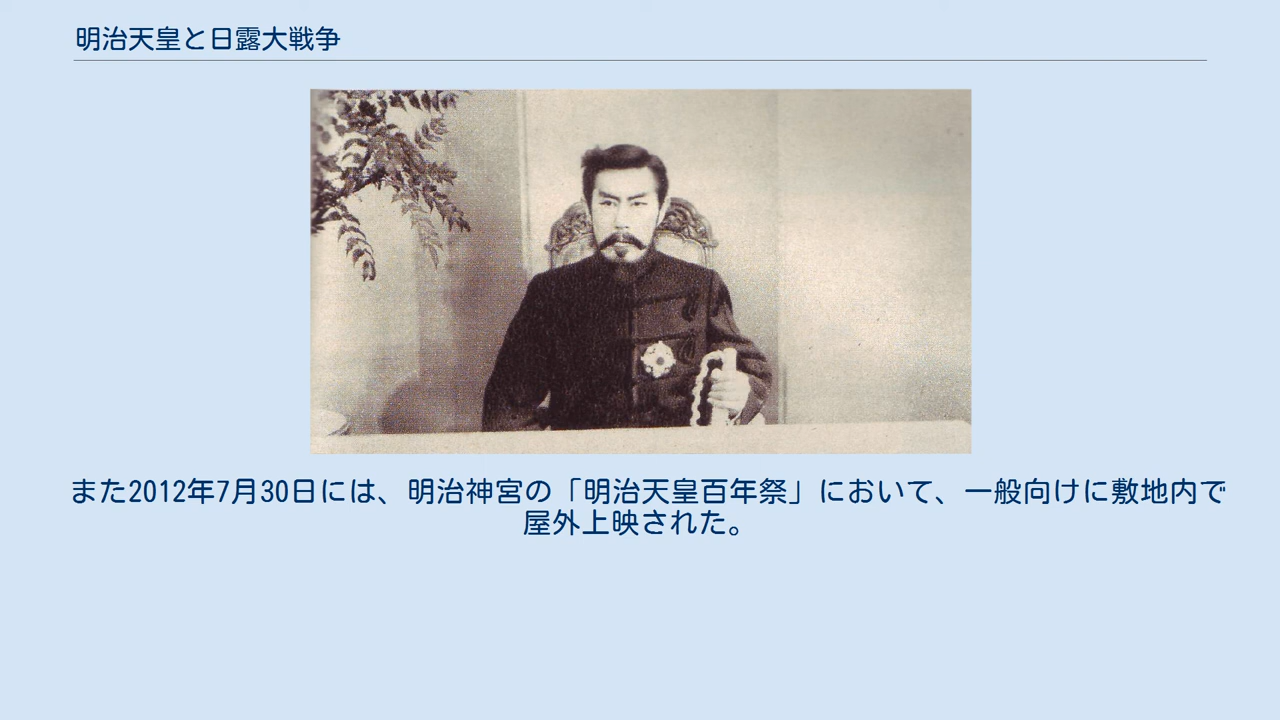 明治天皇と日露大戦争
また2012年7月30日には、明治神宮の「明治天皇百年祭」において、一般向けに敷地内で
屋外上映された。